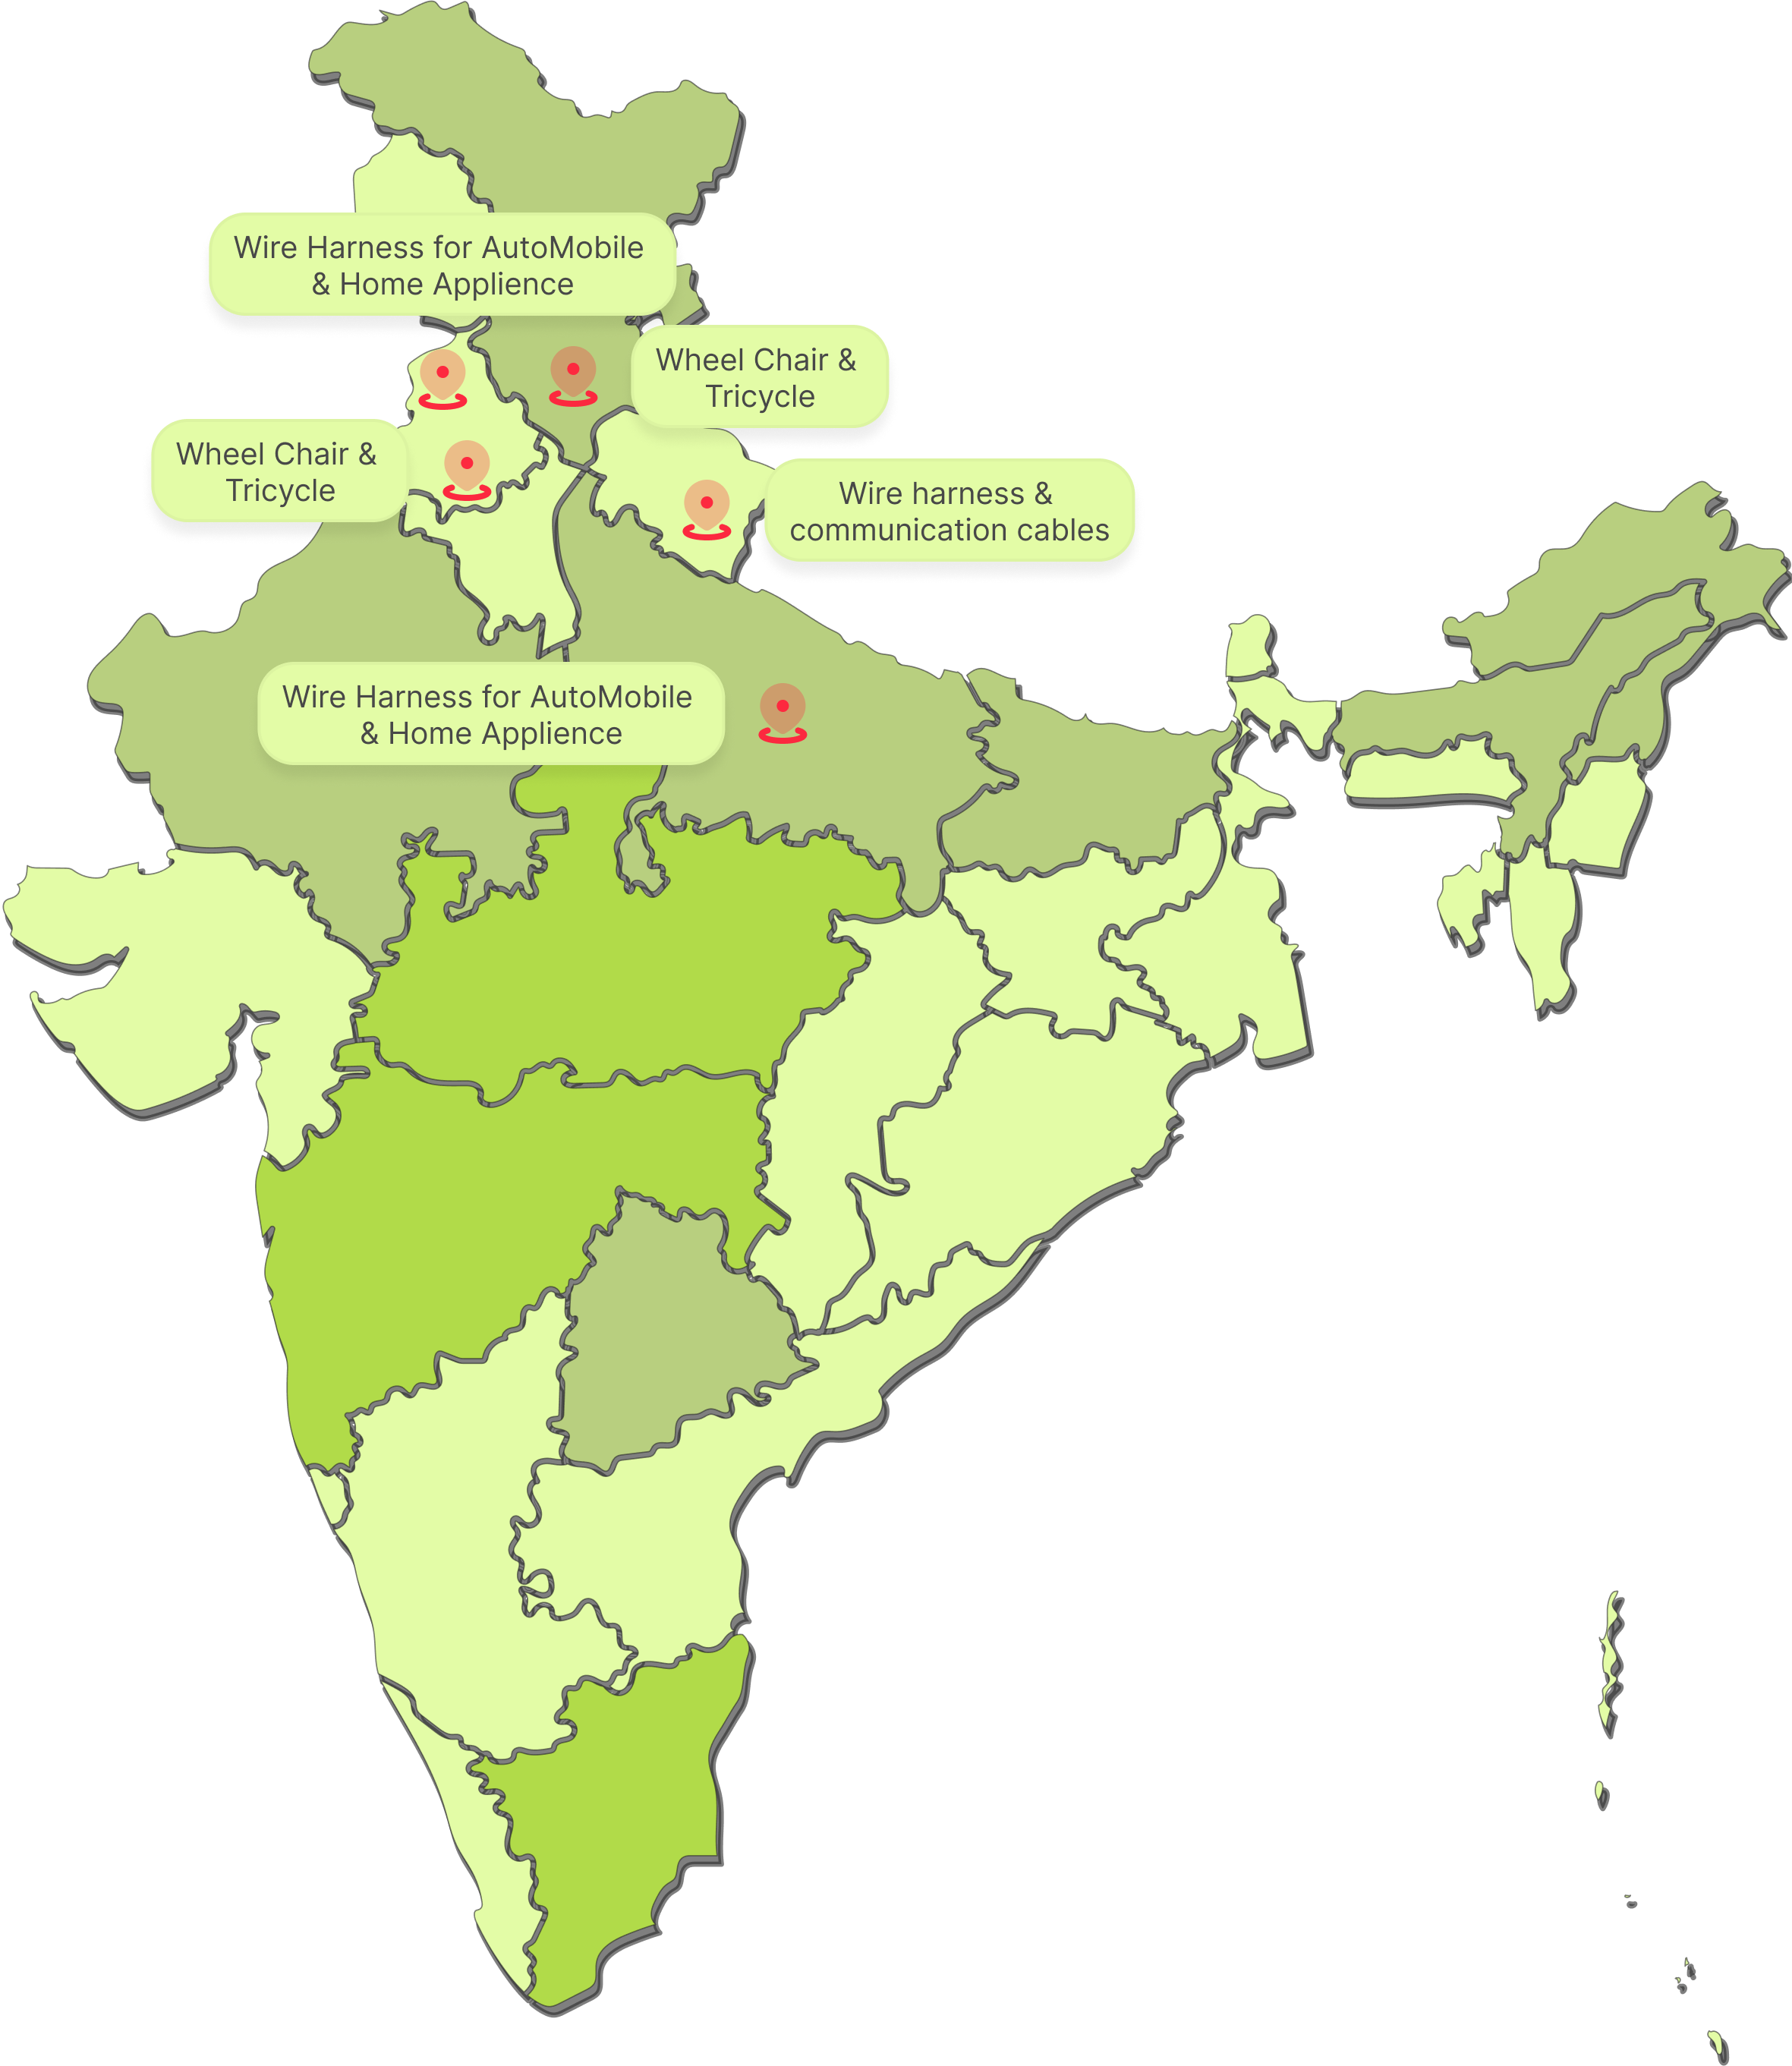 Wire Harness for AutoMobile
& Home Applience
Wheel Chair &
Tricycle
Wheel Chair &
Tricycle
Wire harness &
communication cables
Wire Harness for AutoMobile
& Home Applience